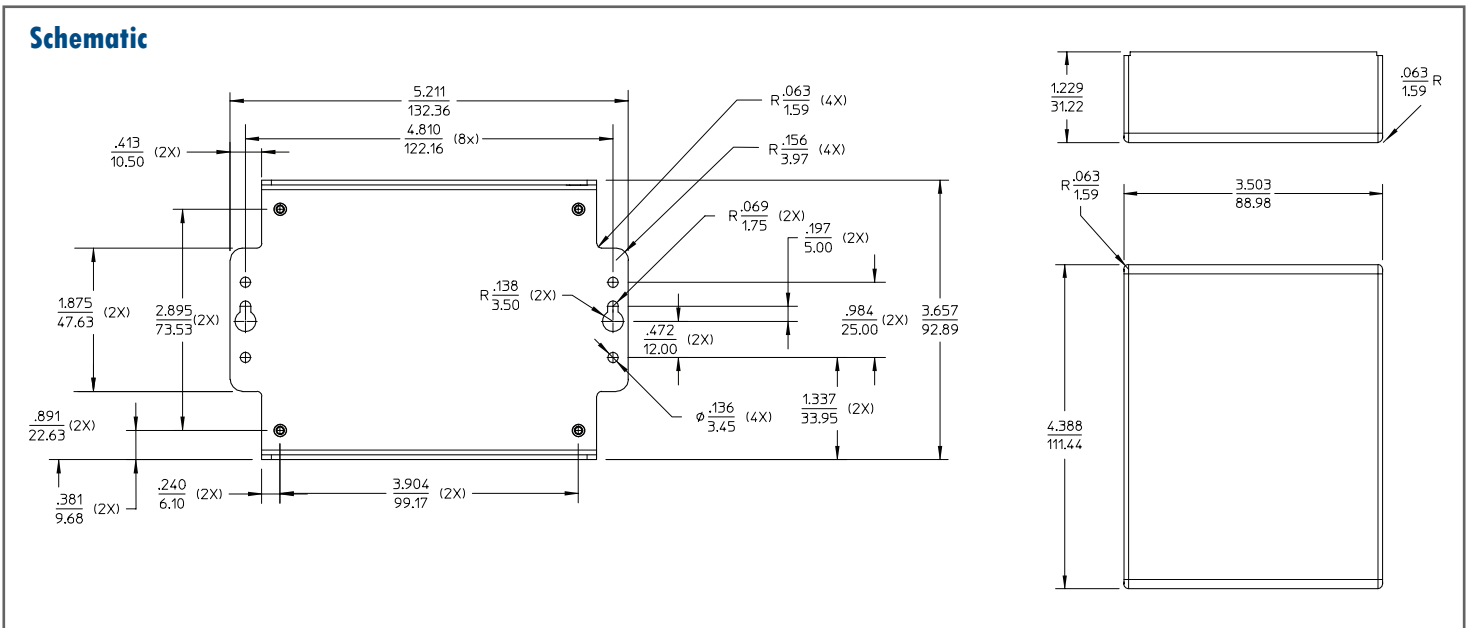 Schematic
5.211
132.36
4.810 (8x)
122.16
.413 (2X)
10.50
R .063 (4X)
1.59
R .156 (4X)
3.97
R .069 (2X)
1.75
.197 (2X)
5.00
R .138 (2X)
3.50
1.875 (2X)
47.63
2.895 (2X)
73.53
.472 (2X)
12.00
.984 (2X)
25.00
3.657
92.89
.891 (2X)
22.63
ø .136 (4X)
3.45
1.337 (2X)
33.95
.381 (2X)
9.68
.240 (2X)
6.10
3.904 (2X)
99.17
1.229
31.22
.063 R
1.59
R .063
1.59
3.503
88.98
4.388
111.44